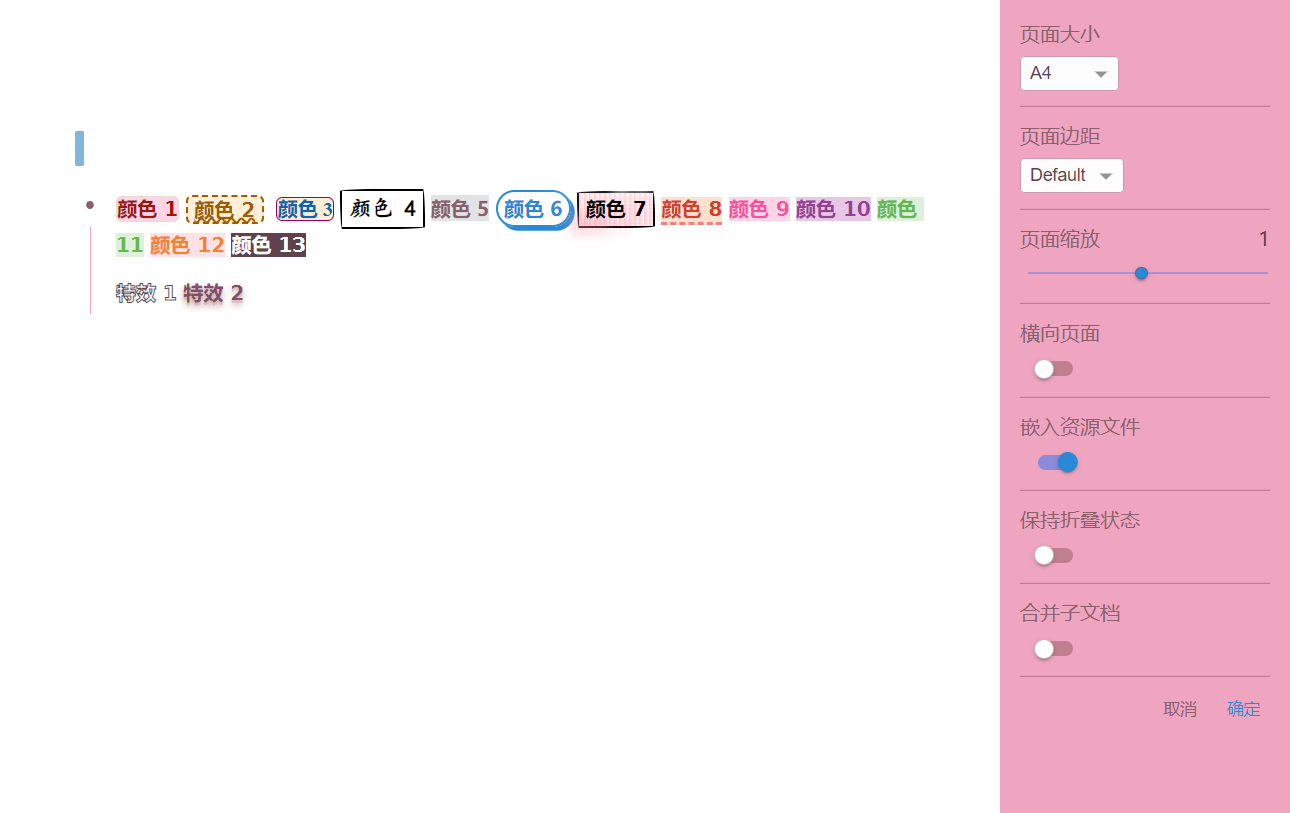 颜色 1 颜色 2 颜色 3 颜色 4 颜色 5 颜色 6 颜色 7 颜色 8 颜色 9 颜色 10 颜色
11 颜色 12 颜色 13
特效 1 特效 2
页面大小
A4
页面边距
Default
页面缩放 1
横向页面
嵌入资源文件
保持折叠状态
合并子文档
取消 确定